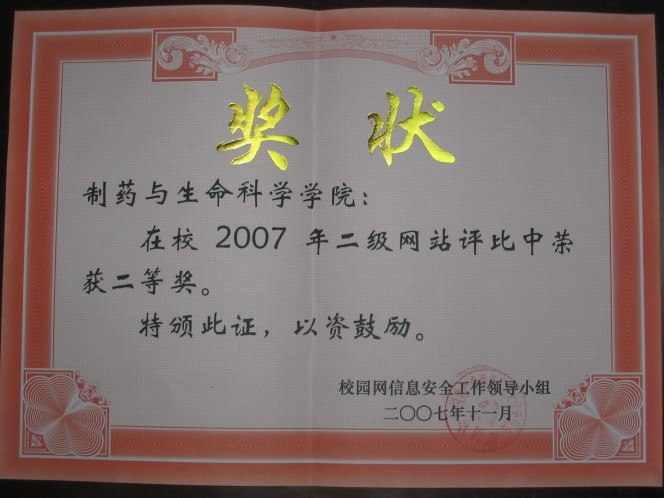 奖状
制药与生命科学学院：
在校 2007 年二级网站评比中荣
获二等奖。
特颁此证，以资鼓励。
校园网信息安全工作领导小组
二〇〇七年十一月